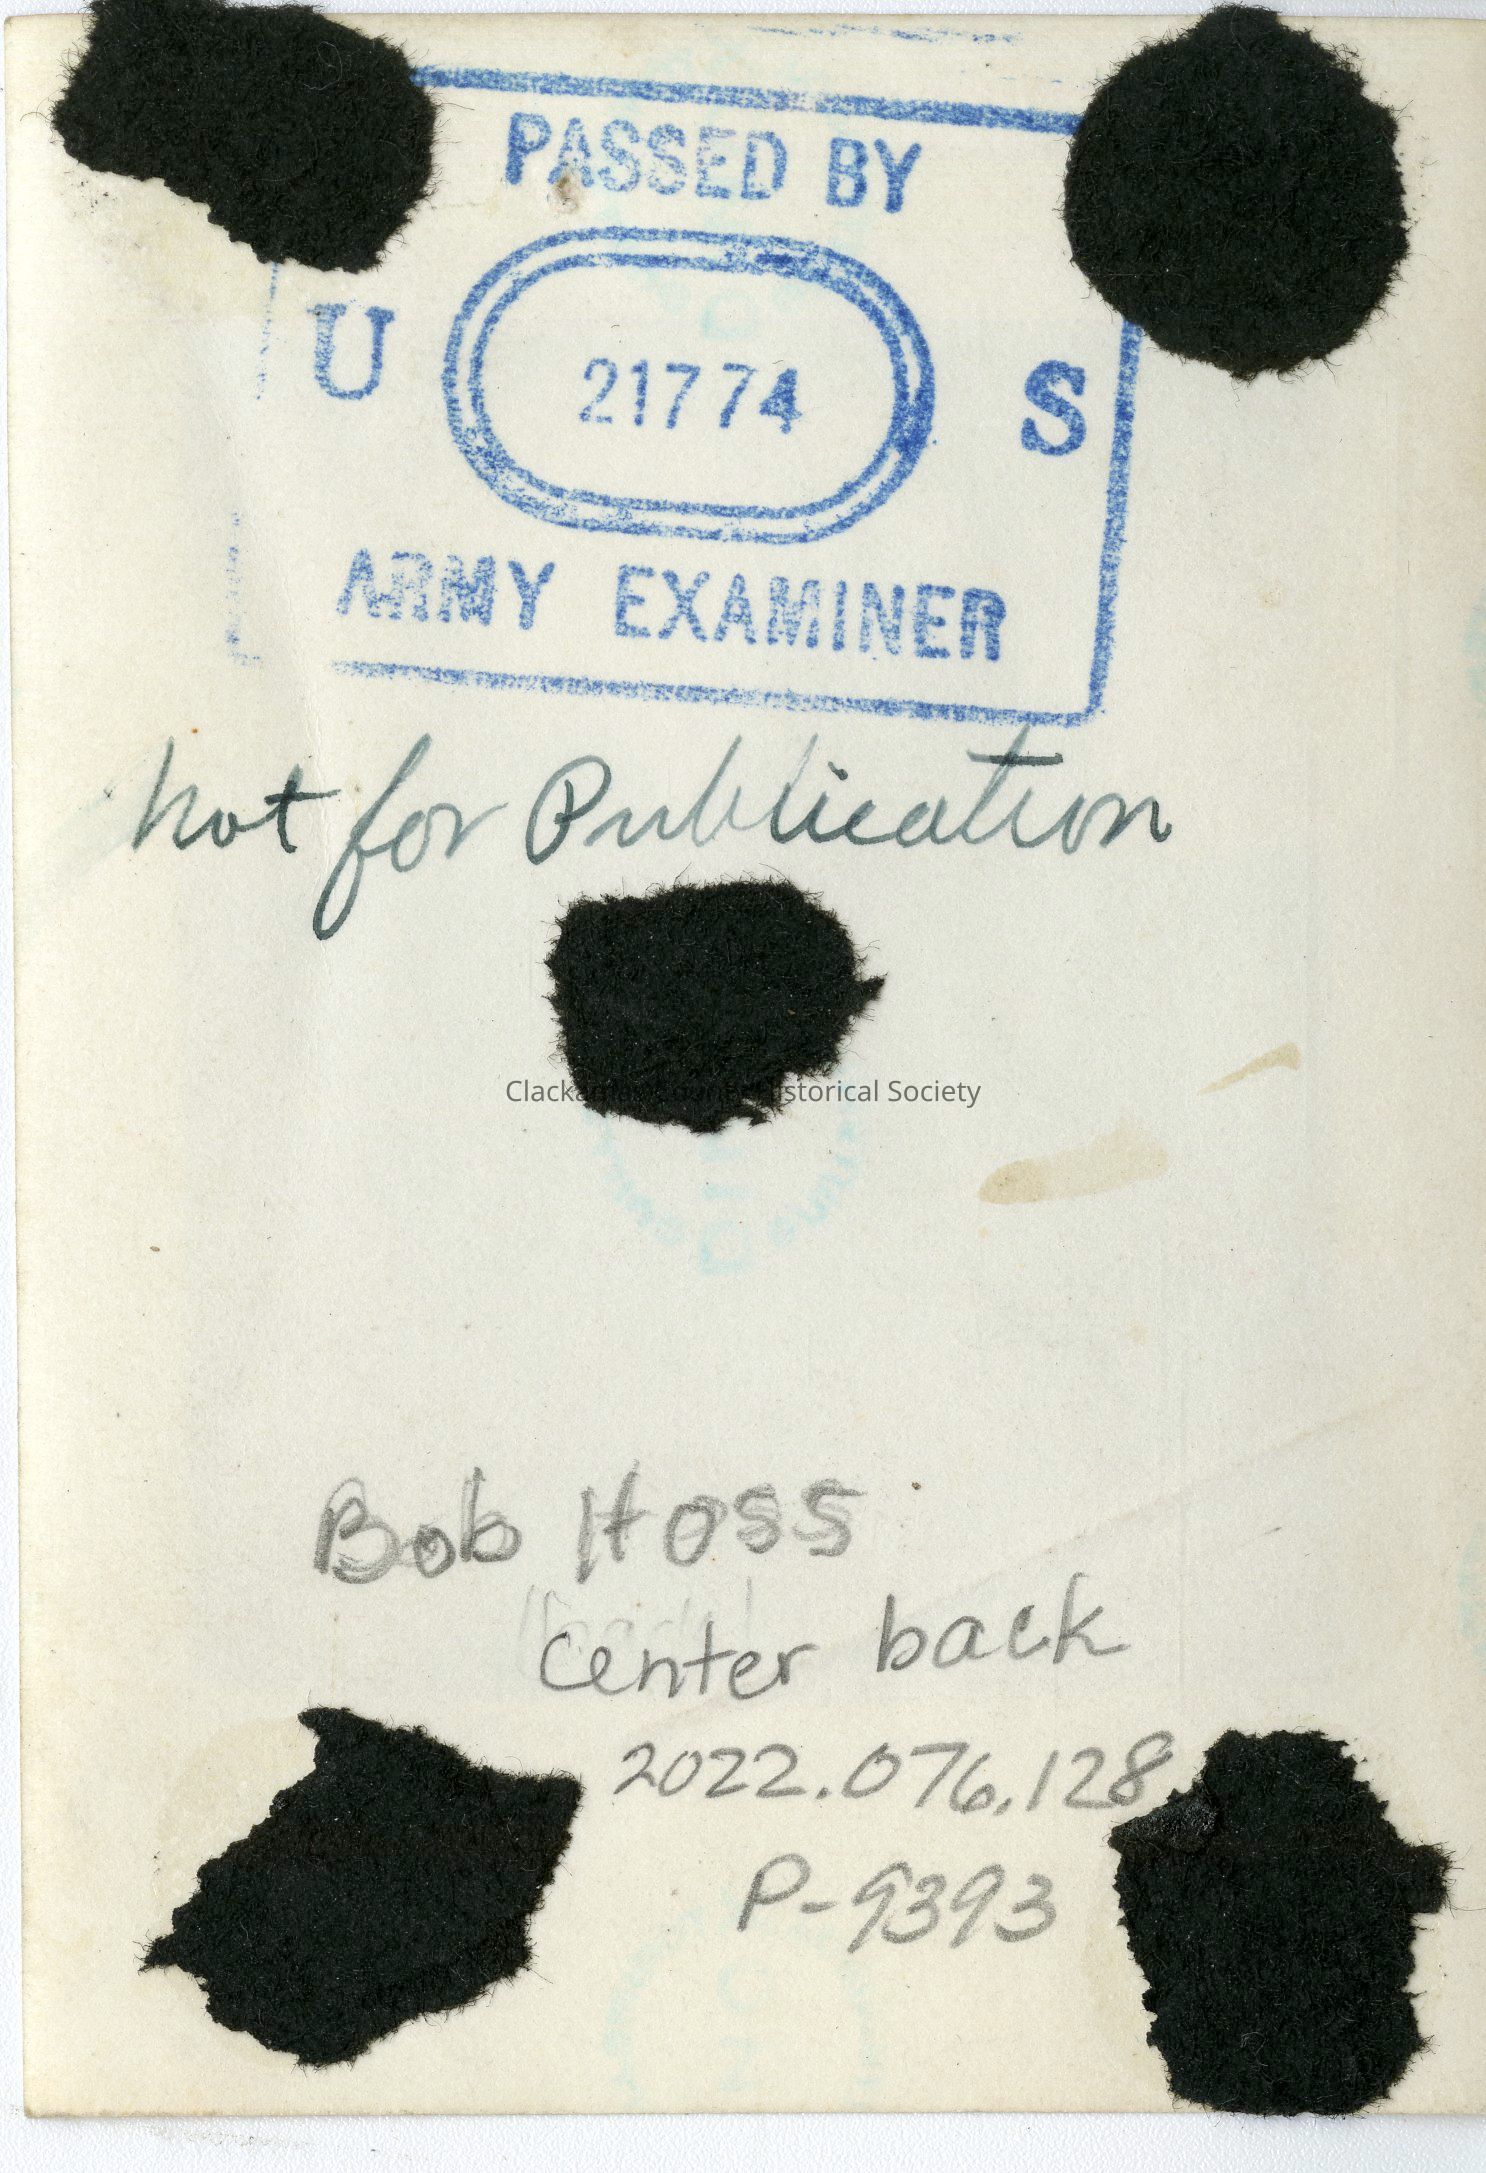 PASSED BY
U 21774 S
ARMY EXAMINER
Not for Publication
Clackamas County Historical Society
Bob Hoss
Center back
2022.076.128
P-9393